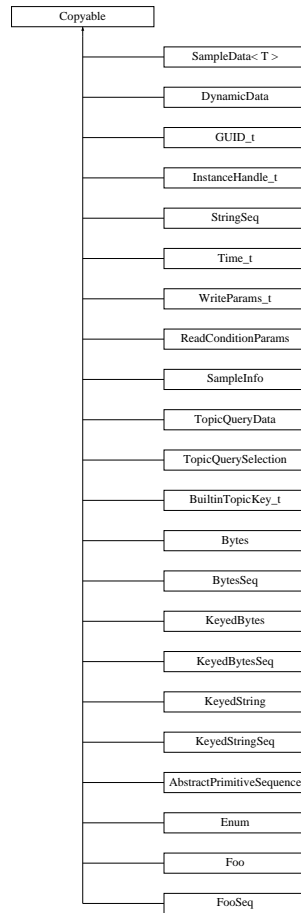 Copyable
SampleData< T >
DynamicData
GUID_t
InstanceHandle_t
StringSeq
Time_t
WriteParams_t
ReadConditionParams
SampleInfo
TopicQueryData
TopicQuerySelection
BuiltinTopicKey_t
Bytes
BytesSeq
KeyedBytes
KeyedBytesSeq
KeyedString
KeyedStringSeq
AbstractPrimitiveSequence
Enum
Foo
FooSeq